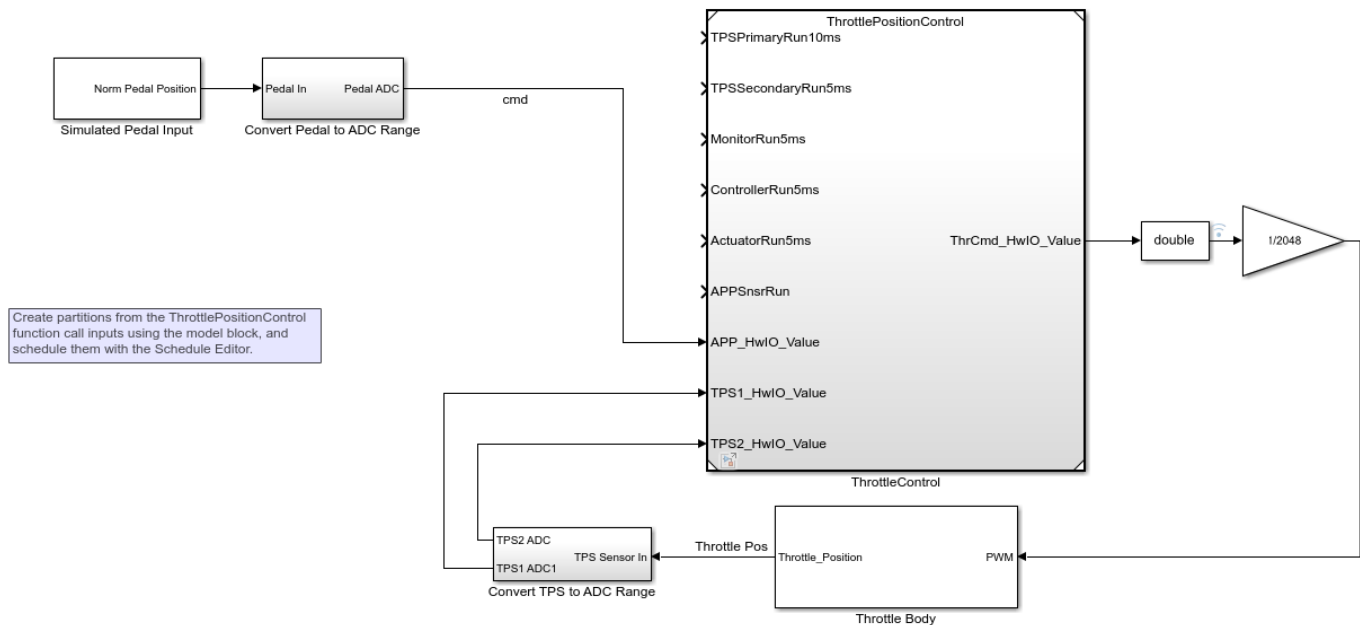 ThrottlePositionControl
TPSPrimaryRun10ms
Norm Pedal Position
Pedal In
Pedal ADC
TPSSecondaryRun5ms
cmd
Simulated Pedal Input
Convert Pedal to ADC Range
MonitorRun5ms
ControllerRun5ms
ActuatorRun5ms
ThrCmd_HwIO_Value
double
1/2048
APPSnsrRun
Create partitions from the ThrottlePositionControl
function call inputs using the model block, and
schedule them with the Schedule Editor.
APP_HwIO_Value
TPS1_HwIO_Value
TPS2_HwIO_Value
ThrottleControl
TPS2 ADC
TPS Sensor In
TPS1 ADC1
Convert TPS to ADC Range
Throttle Pos
Throttle_Position
PWM
Throttle Body